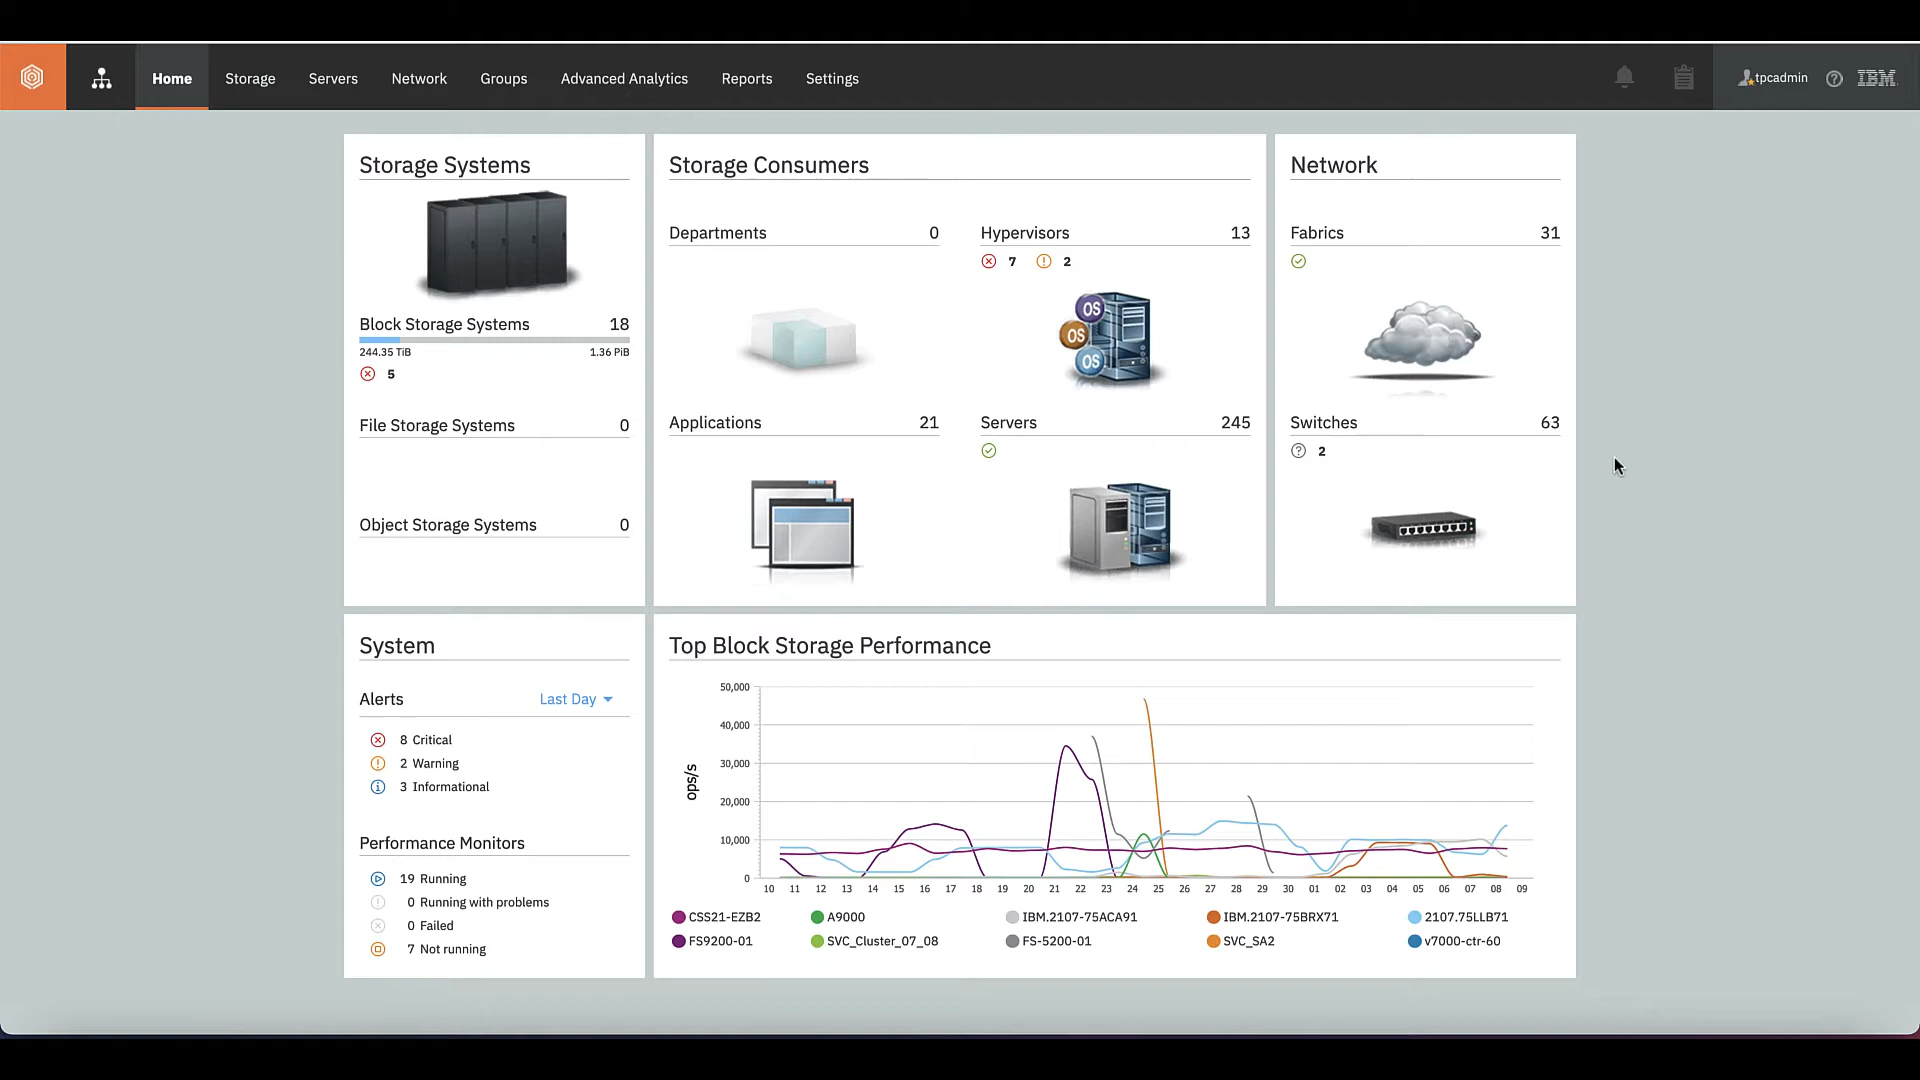 Home Storage Servers Network Groups Advanced Analytics Reports Settings tpcadmin IBM
Storage Systems
Block Storage Systems 18
244.35 TiB 1.36 PiB
5
File Storage Systems 0
Object Storage Systems 0
Storage Consumers
Departments 0
Hypervisors 13
7 2
OS
OS
OS
Applications 21
Servers 245
Network
Fabrics 31
Switches 63
2
System
Alerts Last Day
8 Critical
2 Warning
3 Informational
Performance Monitors
19 Running
0 Running with problems
0 Failed
7 Not running
Top Block Storage Performance
ops/s
50,000
40,000
30,000
20,000
10,000
0
10 11 12 13 14 15 16 17 18 19 20 21 22 23 24 25 26 27 28 29 30 01 02 03 04 05 06 07 08 09
CSS21-EZB2 A9000 IBM.2107-75ACA91 IBM.2107-75BRX71 2107.75LLB71
FS9200-01 SVC_Cluster_07_08 FS-5200-01 SVC_SA2 v7000-ctr-60